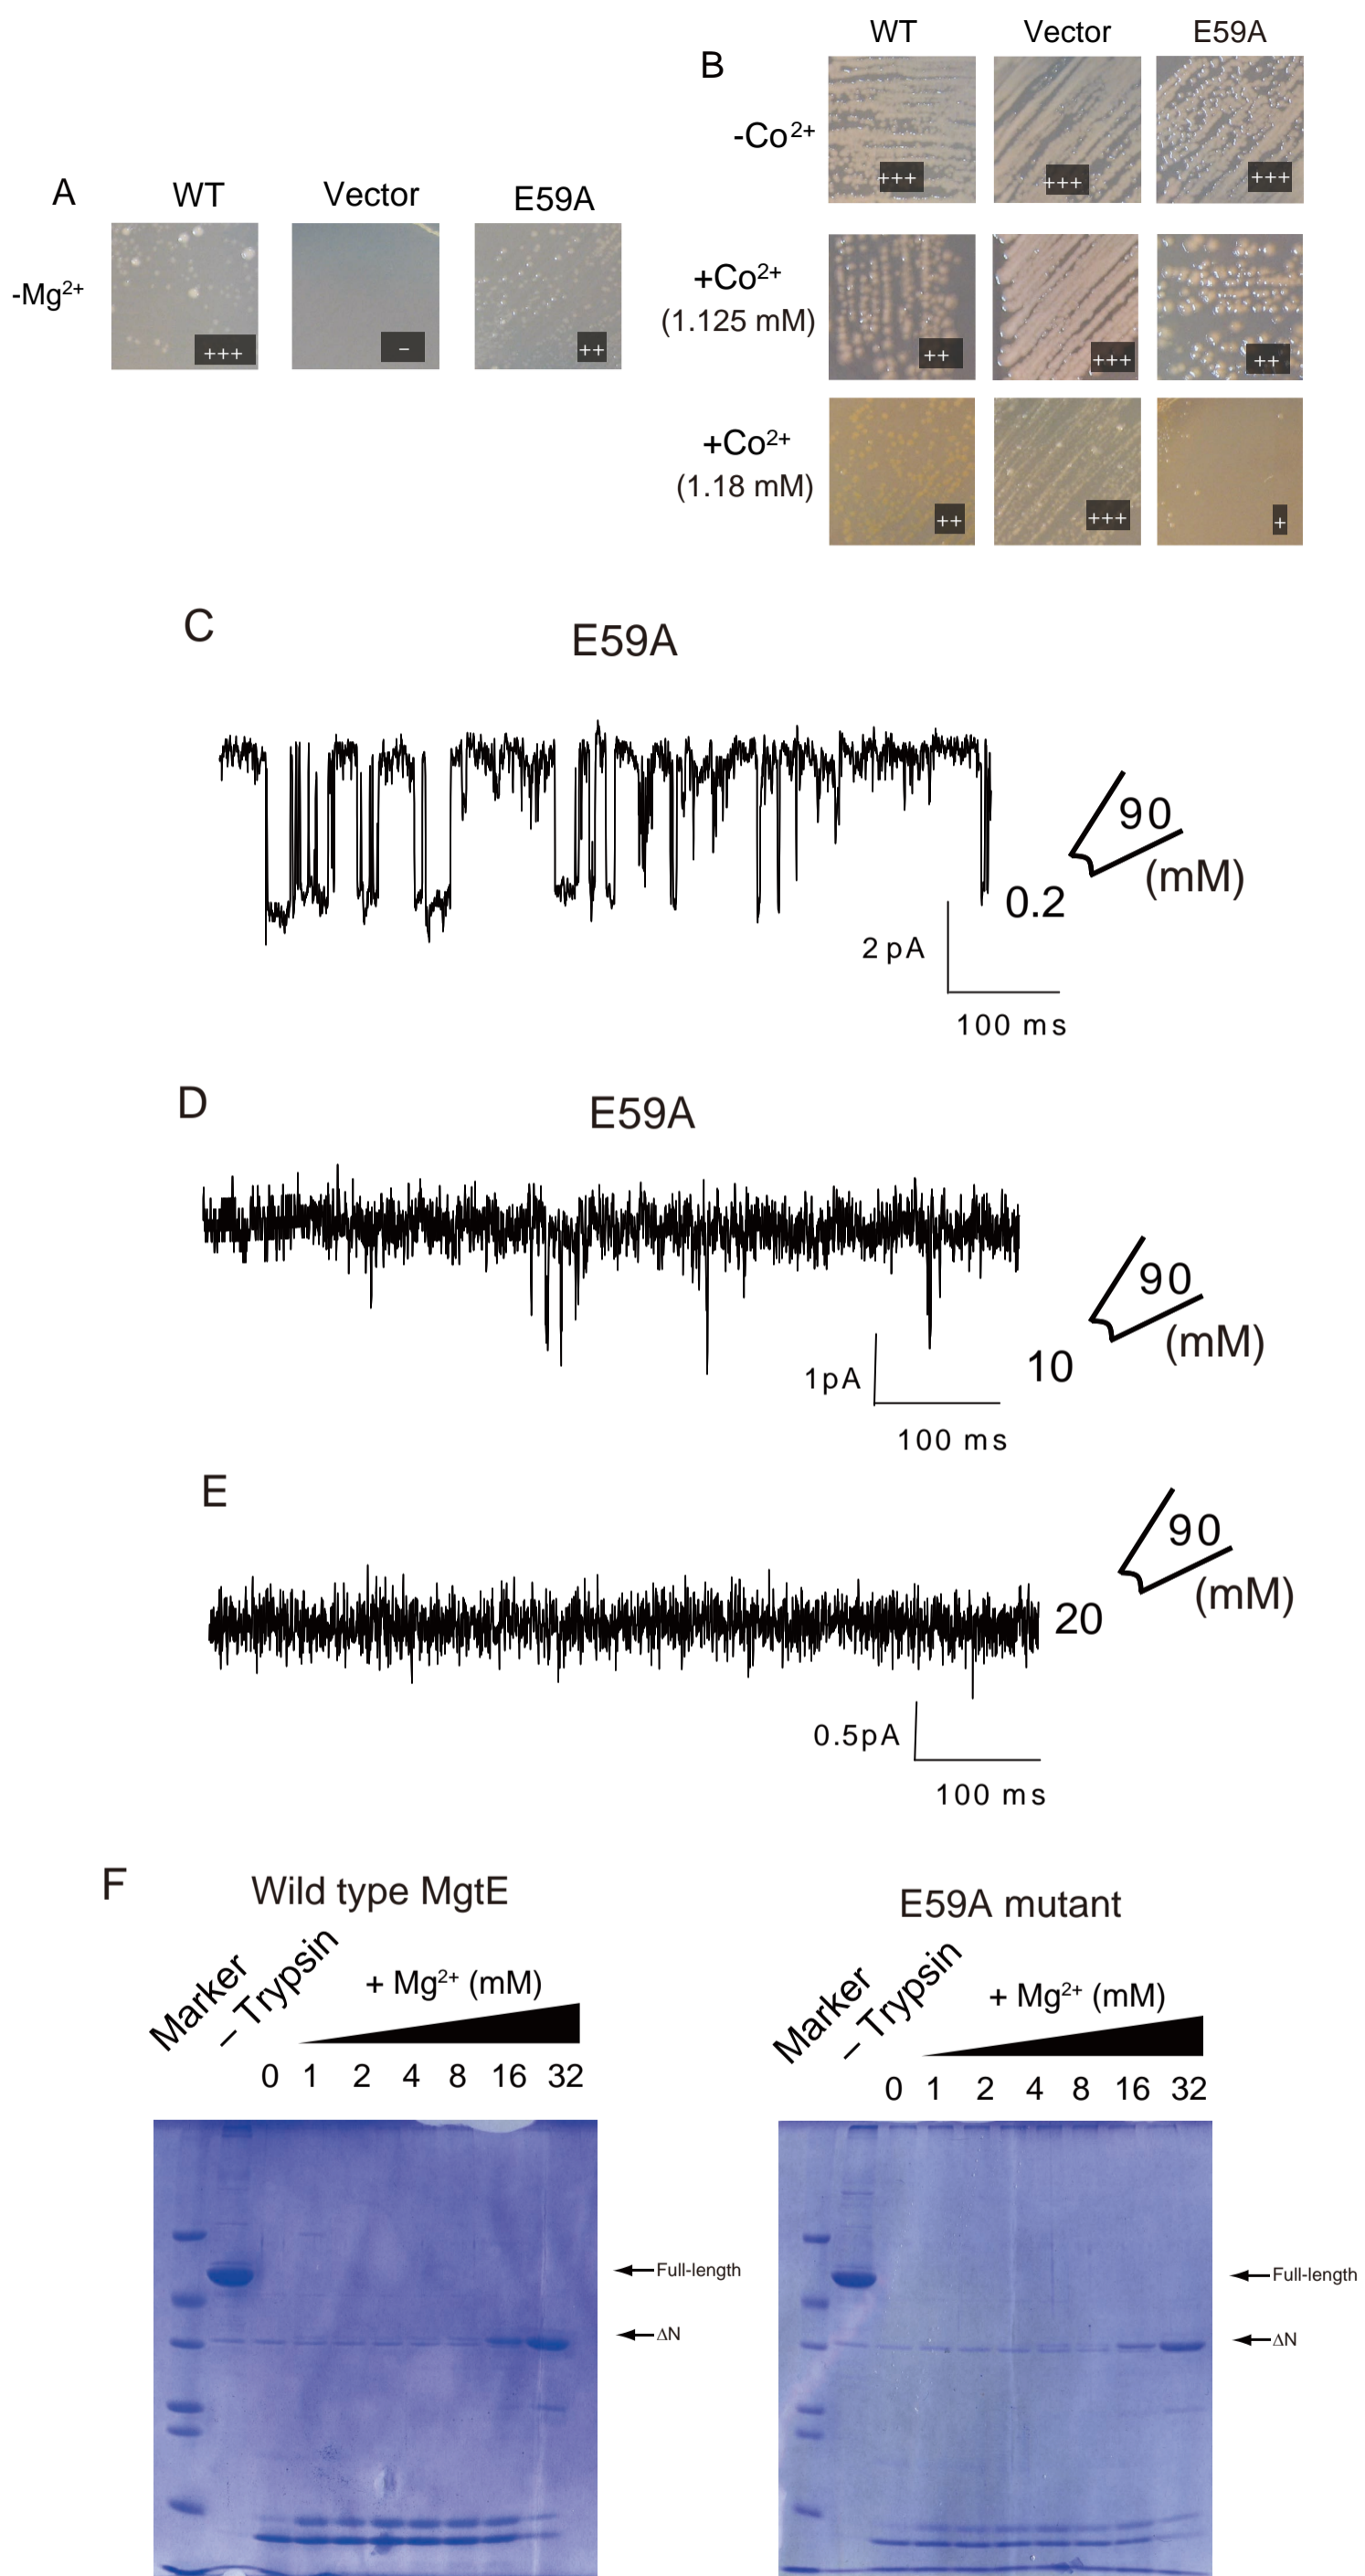 A
WT
Vector
E59A
-Mg²⁺
+++
–
++
B
WT
Vector
E59A
-Co²⁺
+++
+++
+++
+Co²⁺
(1.125 mM)
++
+++
++
+Co²⁺
(1.18 mM)
++
+++
+
C
E59A
90
(mM)
0.2
2 pA
100 ms
D
E59A
90
(mM)
10
1pA
100 ms
E
90
(mM)
20
0.5pA
100 ms
F
Wild type MgtE
Marker
– Trypsin
+ Mg²⁺ (mM)
0 1 2 4 8 16 32
Full-length
ΔN
E59A mutant
Marker
– Trypsin
+ Mg²⁺ (mM)
0 1 2 4 8 16 32
Full-length
ΔN